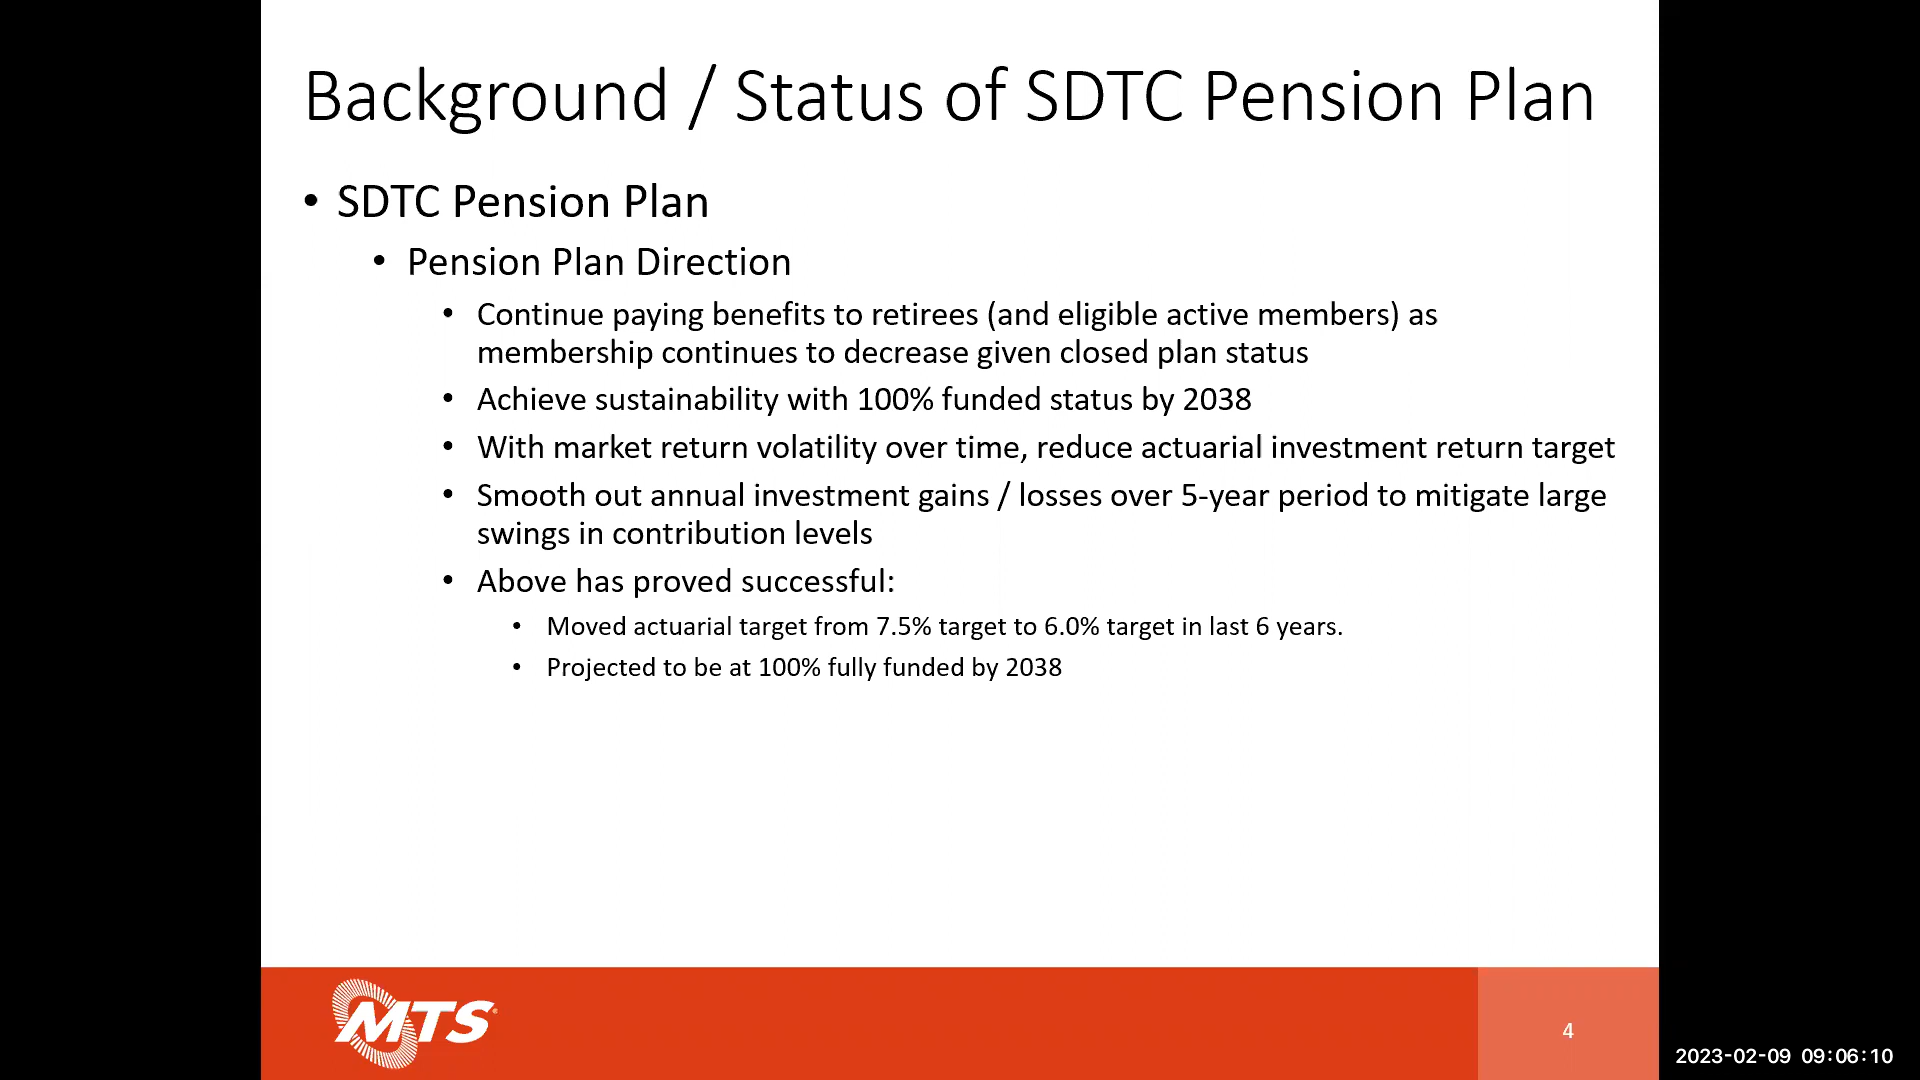 Background / Status of SDTC Pension Plan
• SDTC Pension Plan
• Pension Plan Direction
• Continue paying benefits to retirees (and eligible active members) as
membership continues to decrease given closed plan status
• Achieve sustainability with 100% funded status by 2038
• With market return volatility over time, reduce actuarial investment return target
• Smooth out annual investment gains / losses over 5-year period to mitigate large
swings in contribution levels
• Above has proved successful:
• Moved actuarial target from 7.5% target to 6.0% target in last 6 years.
• Projected to be at 100% fully funded by 2038
MTS
4
2023-02-09 09:06:10